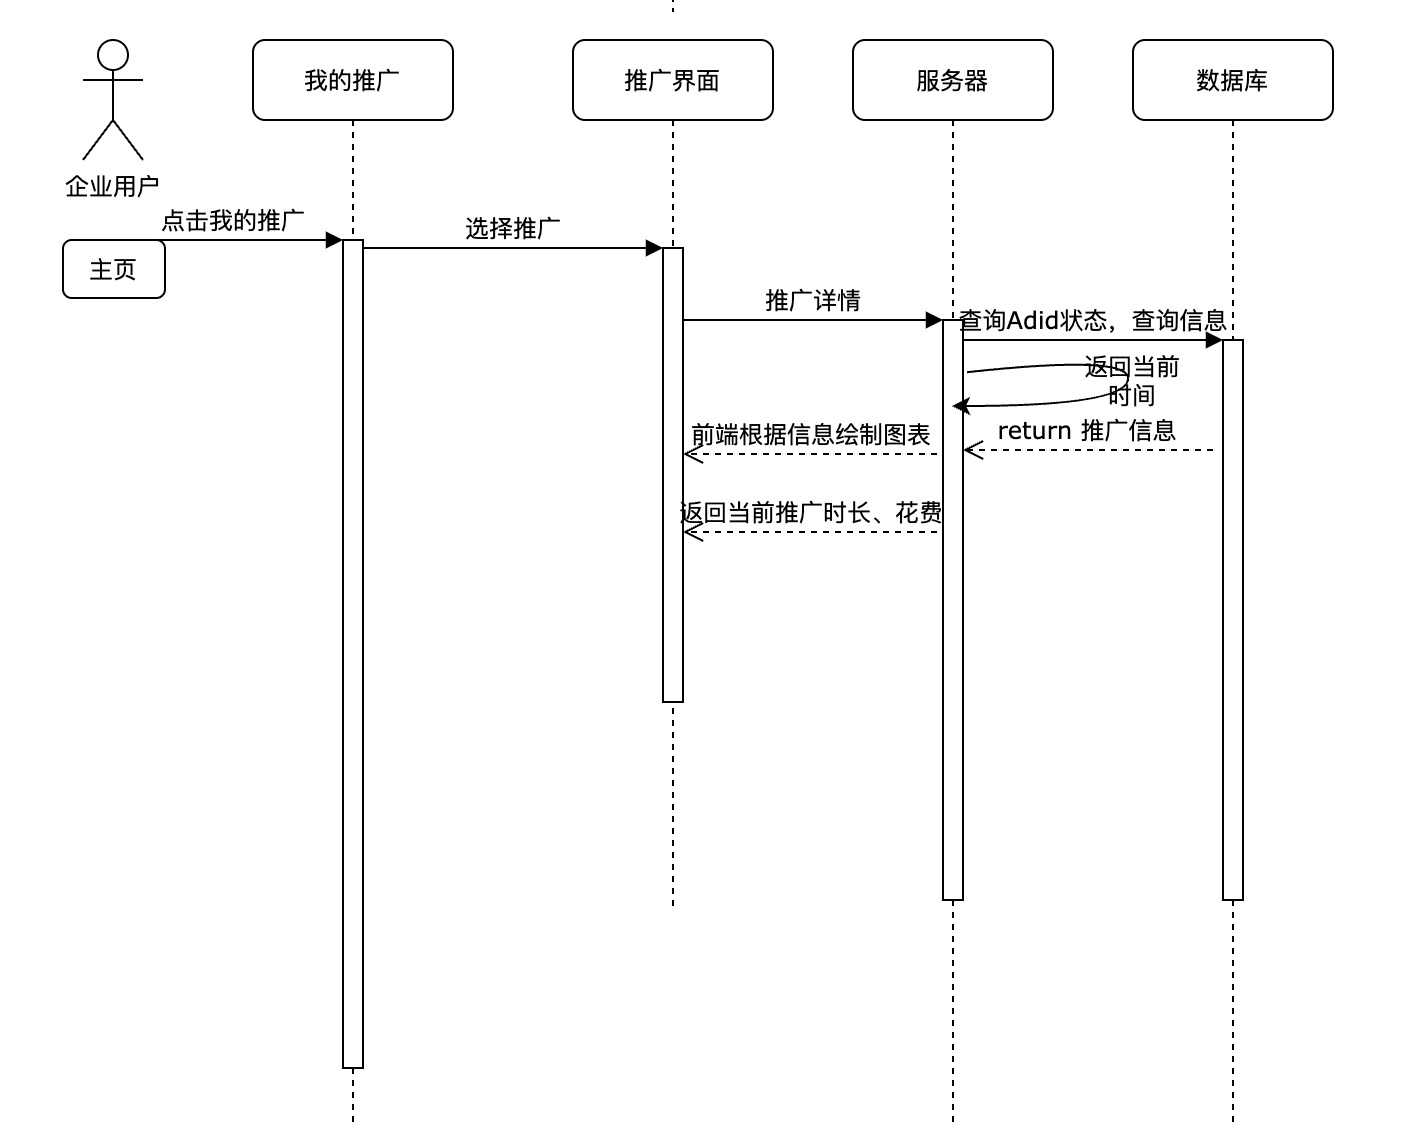 我的推广
推广界面
服务器
数据库
企业用户
点击我的推广
选择推广
主页
推广详情
查询Adid状态，查询信息
返回当前
时间
前端根据信息绘制图表
return 推广信息
返回当前推广时长、花费